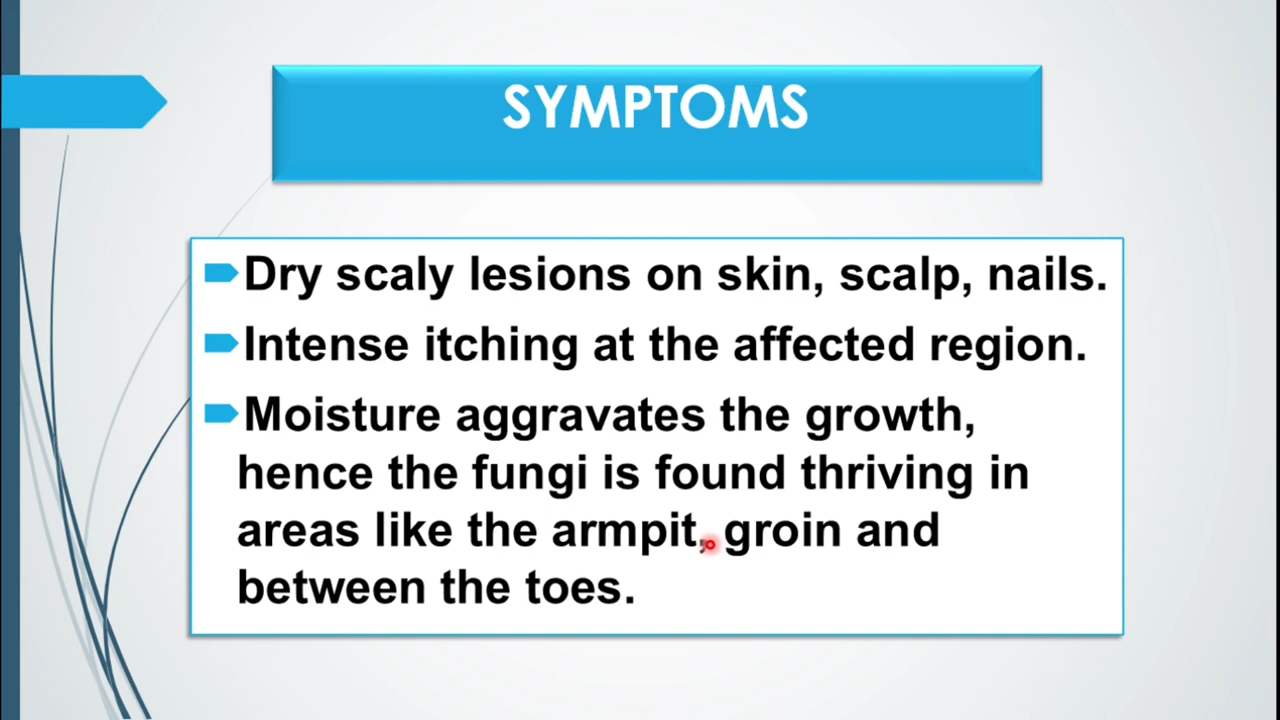 SYMPTOMS
Dry scaly lesions on skin, scalp, nails.
Intense itching at the affected region.
Moisture aggravates the growth,
hence the fungi is found thriving in
areas like the armpit, groin and
between the toes.